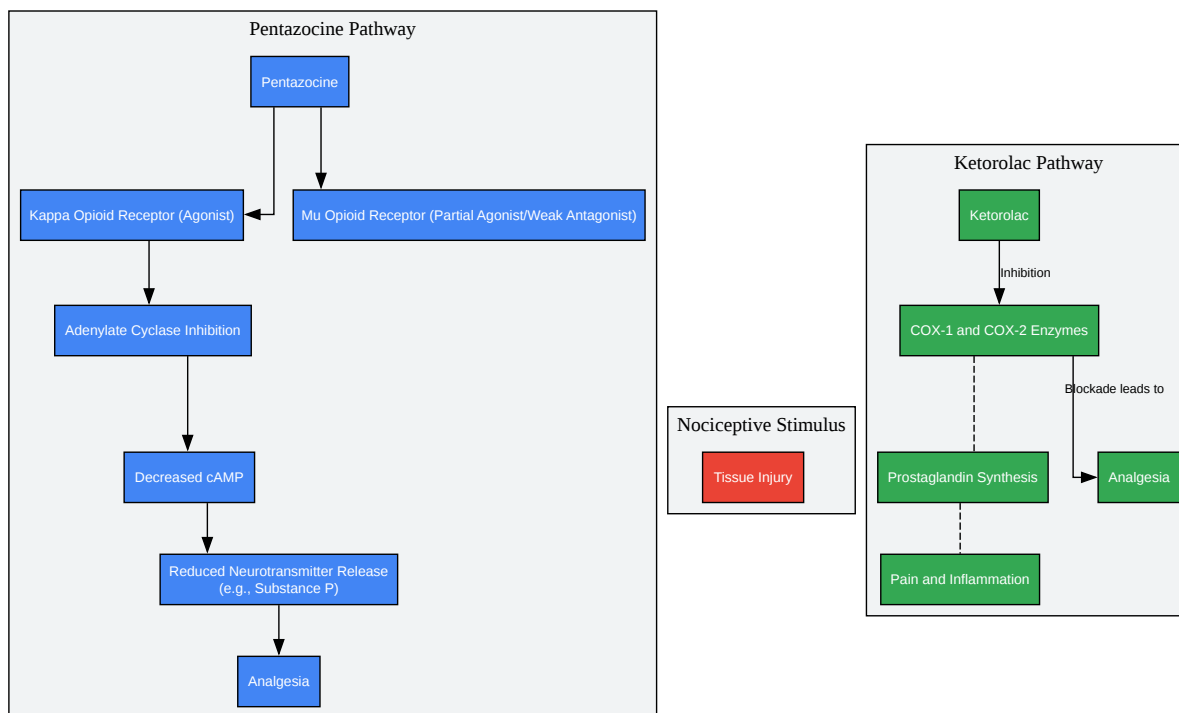 Pentazocine Pathway
Pentazocine
Kappa Opioid Receptor (Agonist)
Mu Opioid Receptor (Partial Agonist/Weak Antagonist)
Adenylate Cyclase Inhibition
Decreased cAMP
Reduced Neurotransmitter Release
(e.g., Substance P)
Analgesia
Nociceptive Stimulus
Tissue Injury
Ketorolac Pathway
Ketorolac
Inhibition
COX-1 and COX-2 Enzymes
Blockade leads to
Prostaglandin Synthesis
Analgesia
Pain and Inflammation